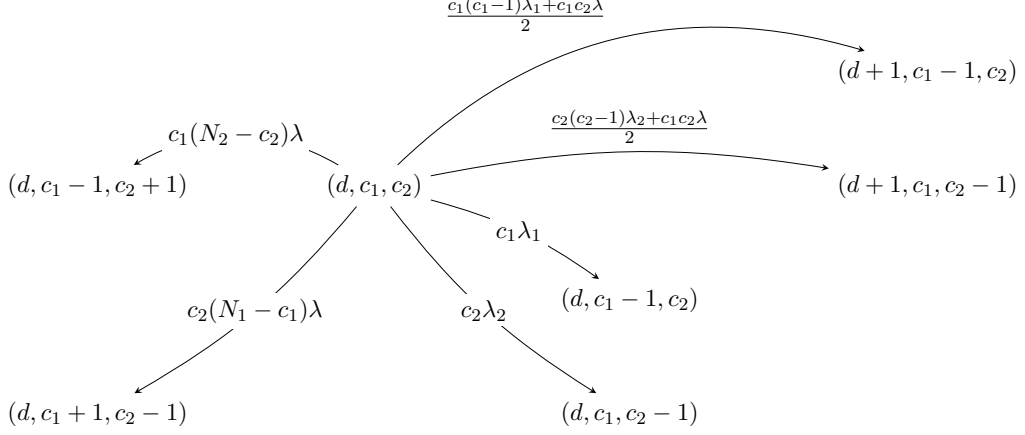 $\frac{c_1(c_1-1)\lambda_1+c_1c_2\lambda}{2}$
$(d+1,c_1-1,c_2)$
$\frac{c_2(c_2-1)\lambda_2+c_1c_2\lambda}{2}$
$c_1(N_2-c_2)\lambda$
$(d,c_1-1,c_2+1)$
$(d,c_1,c_2)$
$(d+1,c_1,c_2-1)$
$c_1\lambda_1$
$(d,c_1-1,c_2)$
$c_2(N_1-c_1)\lambda$
$c_2\lambda_2$
$(d,c_1+1,c_2-1)$
$(d,c_1,c_2-1)$